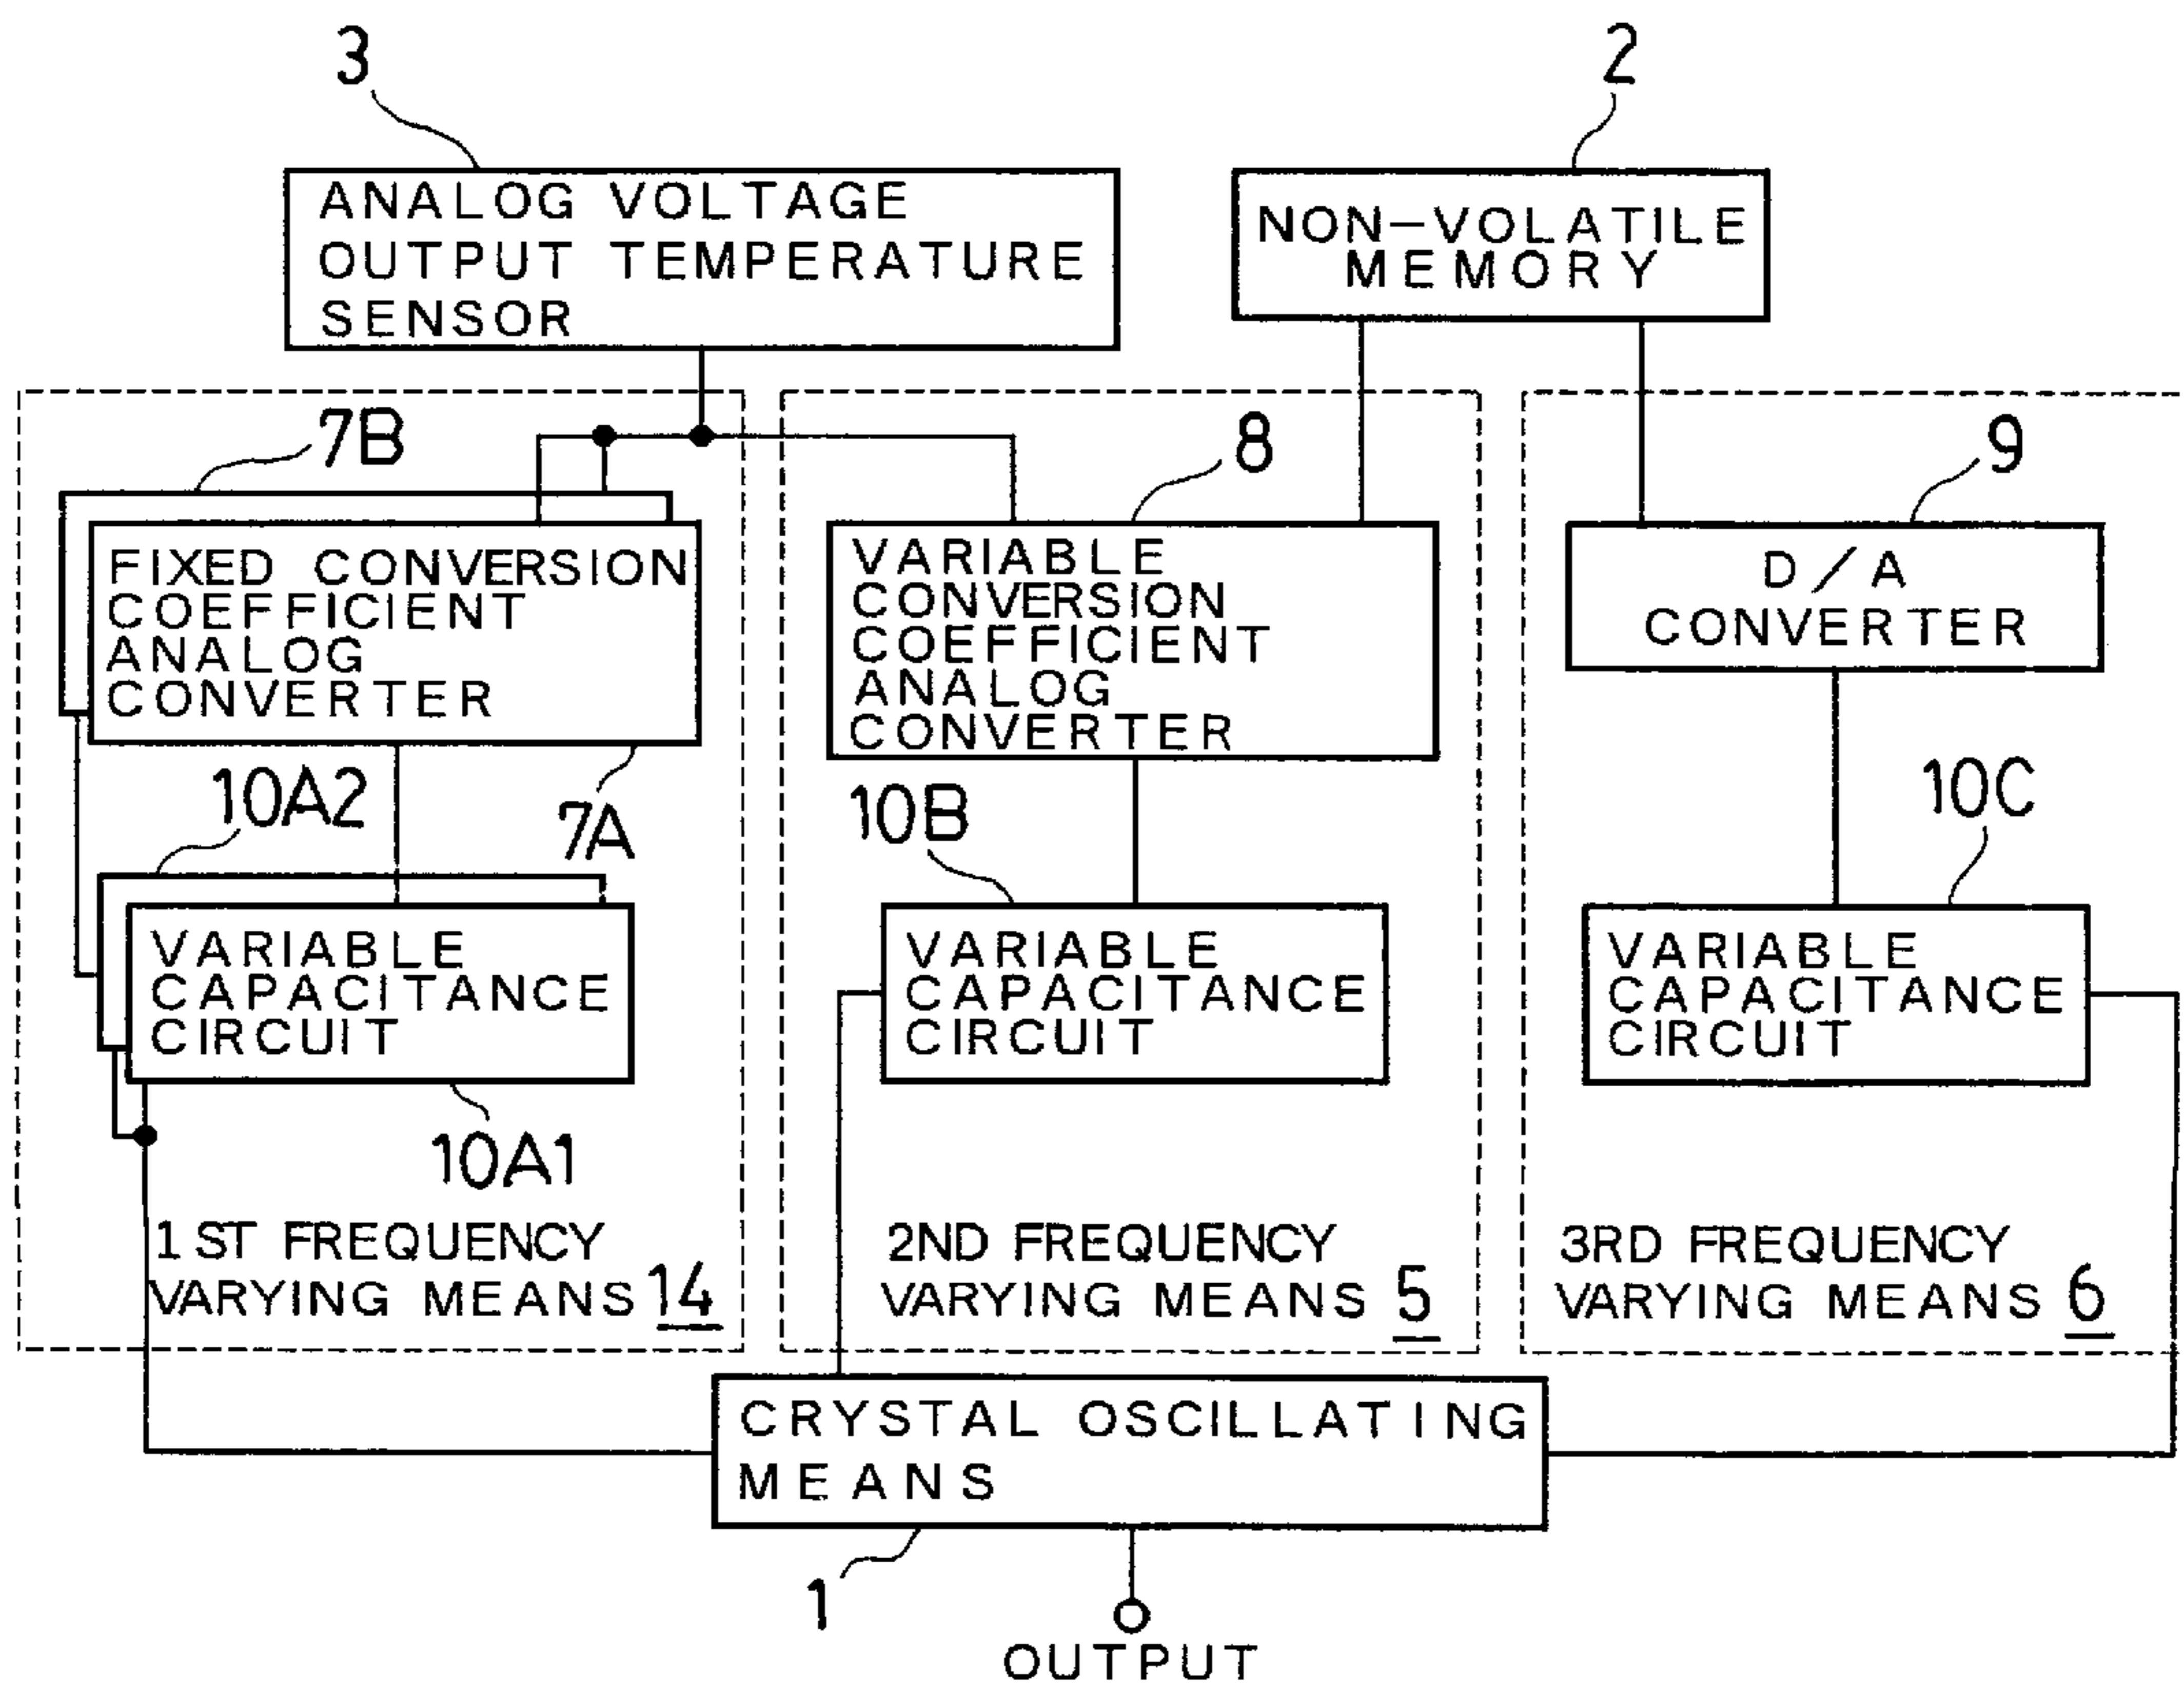 3
2
ANALOG VOLTAGE
OUTPUT TEMPERATURE
SENSOR
NON-VOLATILE
MEMORY
7B
8
9
FIXED CONVERSION
COEFFICIENT
ANALOG
CONVERTER
VARIABLE
CONVERSION
COEFFICIENT
ANALOG
CONVERTER
D/A
CONVERTER
10A2
7A
10B
10C
VARIABLE
CAPACITANCE
CIRCUIT
VARIABLE
CAPACITANCE
CIRCUIT
VARIABLE
CAPACITANCE
CIRCUIT
10A1
1ST FREQUENCY
VARYING MEANS 14
2ND FREQUENCY
VARYING MEANS 5
3RD FREQUENCY
VARYING MEANS 6
CRYSTAL OSCILLATING
MEANS
1
OUTPUT